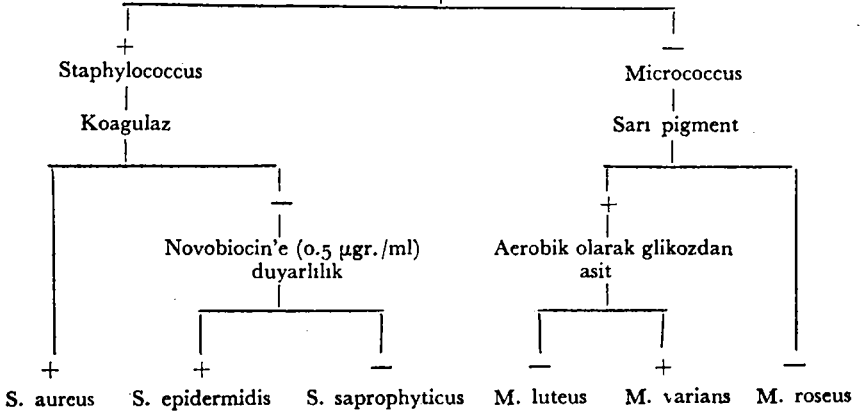 + —
Staphylococcus Micrococcus
Koagulaz Sarı pigment
— +
Novobiocin'e (0.5 µgr./ml) Aerobik olarak glikozdan
duyarlılık asit
+ + — — + —
S. aureus S. epidermidis S. saprophyticus M. luteus M. varians M. roseus